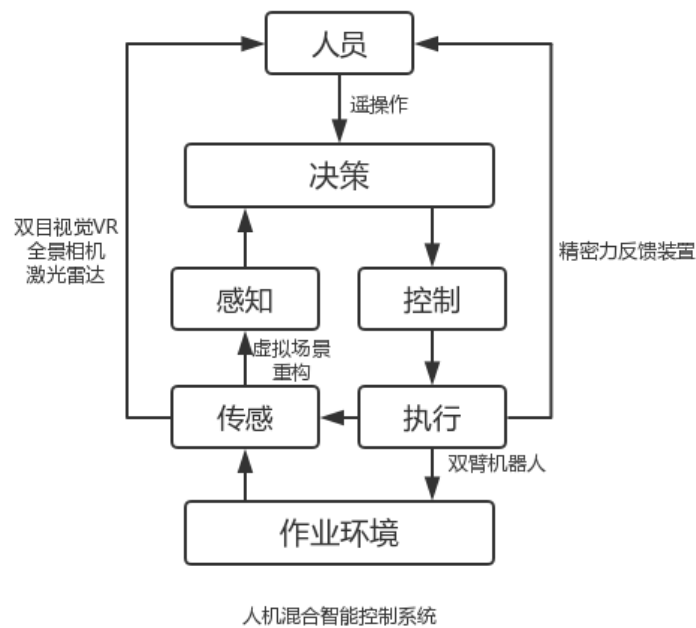 人员
遥操作
决策
双目视觉VR
全景相机
激光雷达
精密力反馈装置
感知
控制
虚拟场景
重构
传感
执行
双臂机器人
作业环境
人机混合智能控制系统